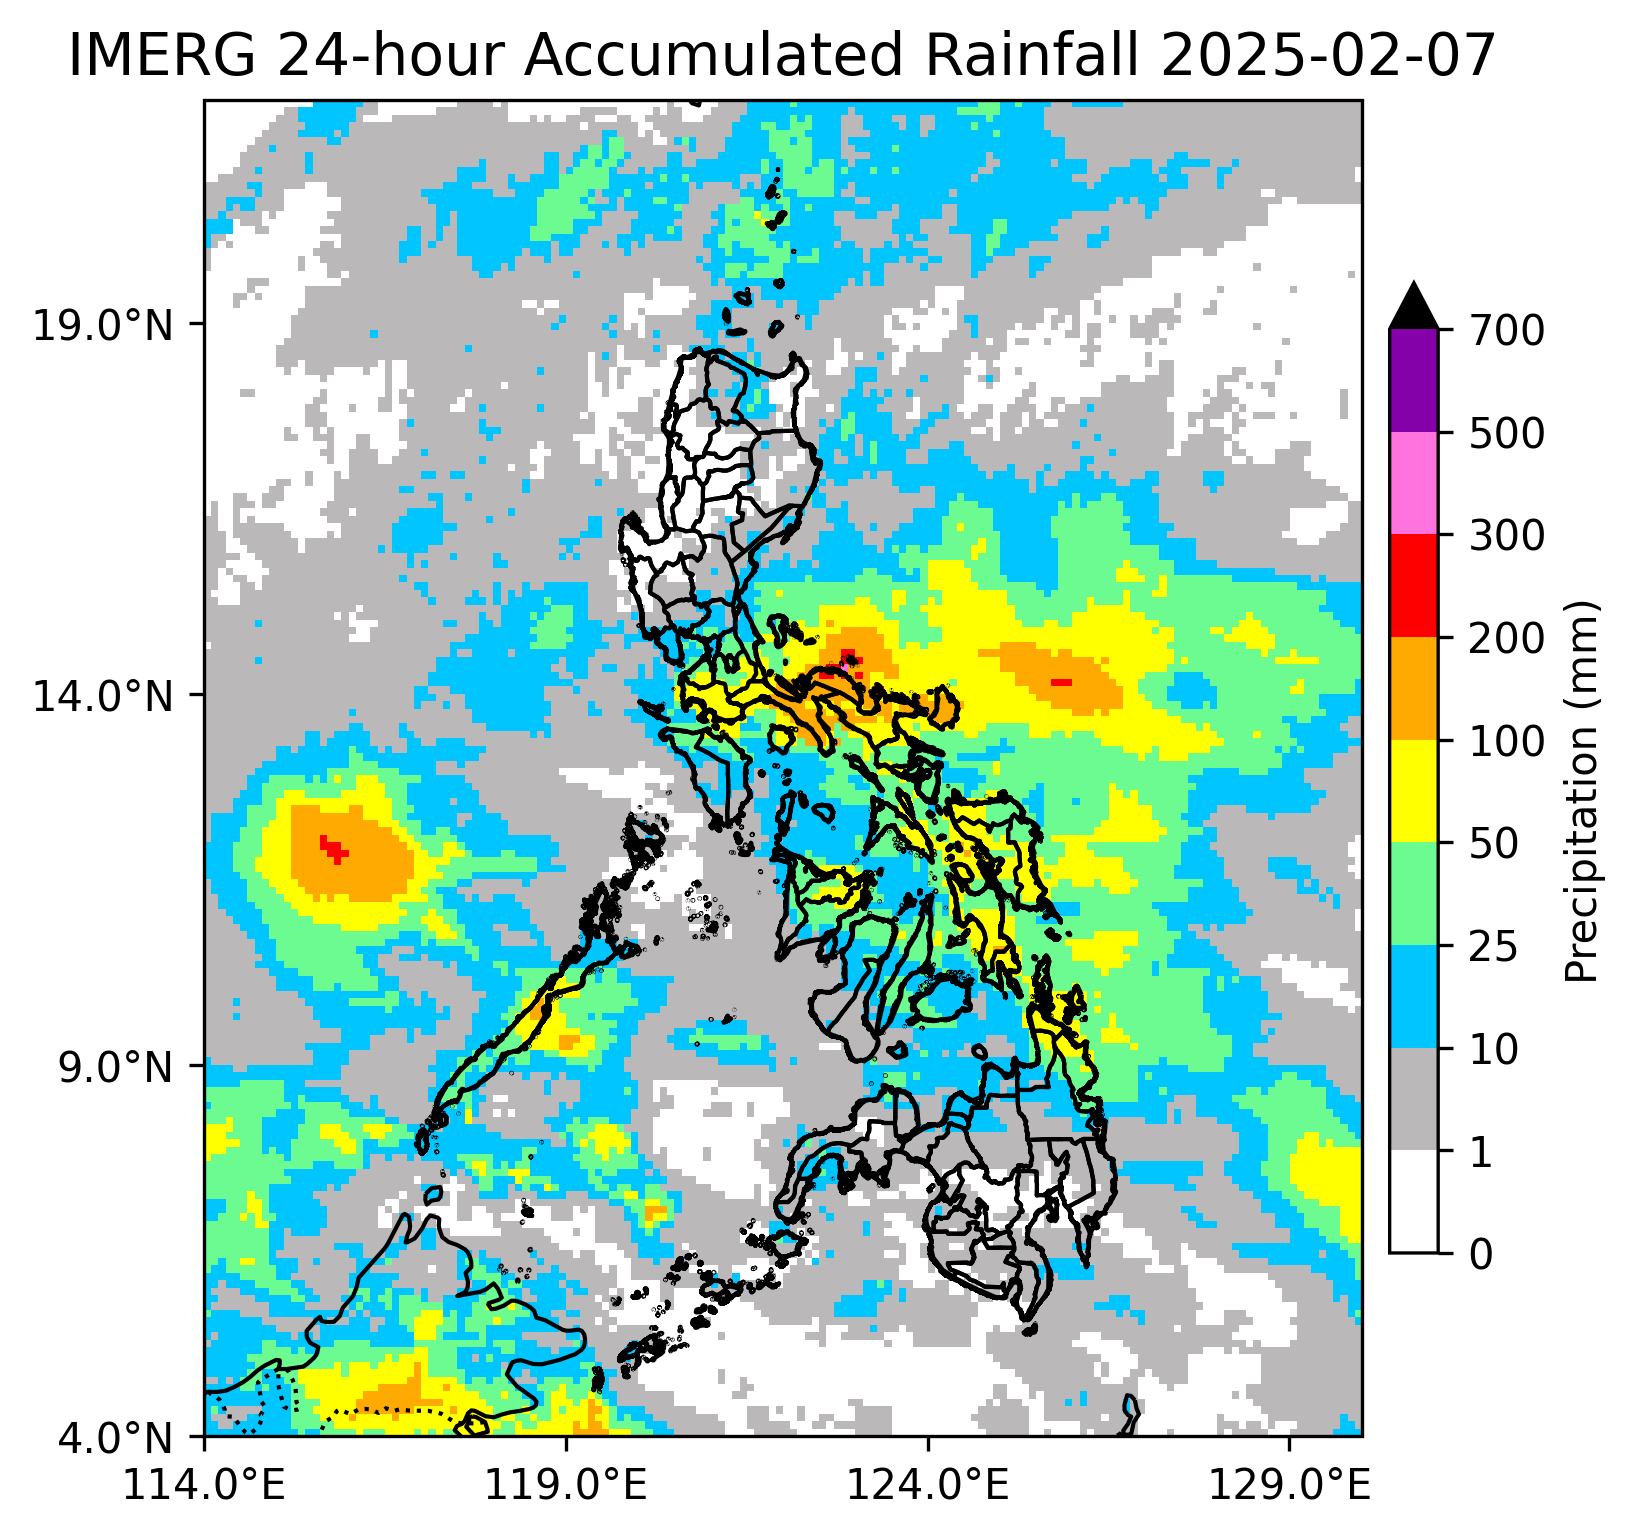 IMERG 24-hour Accumulated Rainfall 2025-02-07
19.0°N
14.0°N
9.0°N
4.0°N
114.0°E
119.0°E
124.0°E
129.0°E
700
500
300
200
100
50
25
10
1
0
Precipitation (mm)